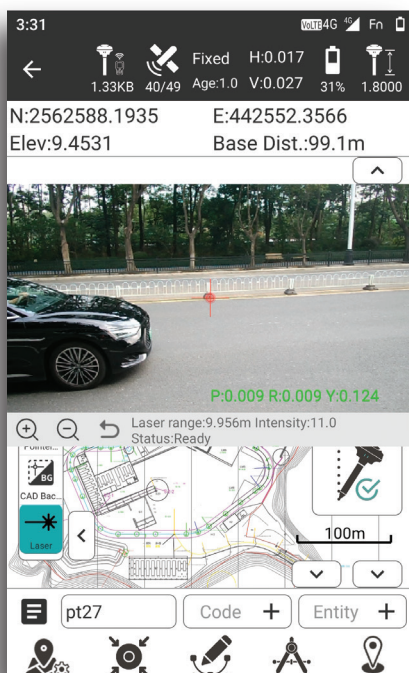 3:31 VoLTE 4G 4G Fn
Fixed H:0.017
1.33KB 40/49 Age:1.0 V:0.027 31% 1.8000
N:2562588.1935 E:442552.3566
Elev:9.4531 Base Dist.:99.1m
P:0.009 R:0.009 Y:0.124
Laser range:9.956m Intensity:11.0
Status:Ready
Pointer...
BG
CAD Bac...
Laser
100m
pt27 Code + Entity +